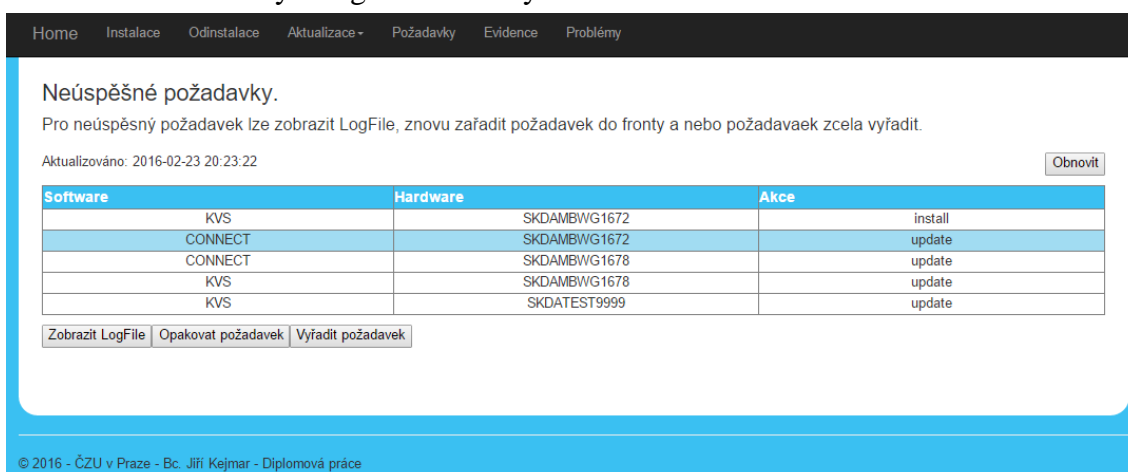 Home Instalace Odinstalace Aktualizace Požadavky Evidence Problémy
Neúspěšné požadavky.
Pro neúspěsný požadavek lze zobrazit LogFile, znovu zařadit požadavek do fronty a nebo požadavaek zcela vyřadit.
Aktualizováno: 2016-02-23 20:23:22 Obnovit
Software Hardware Akce
KVS SKDAMBWG1672 install
CONNECT SKDAMBWG1672 update
CONNECT SKDAMBWG1678 update
KVS SKDAMBWG1678 update
KVS SKDATEST9999 update
Zobrazit LogFile Opakovat požadavek Vyřadit požadavek
© 2016 - ČZU v Praze - Bc. Jiří Kejmar - Diplomová práce